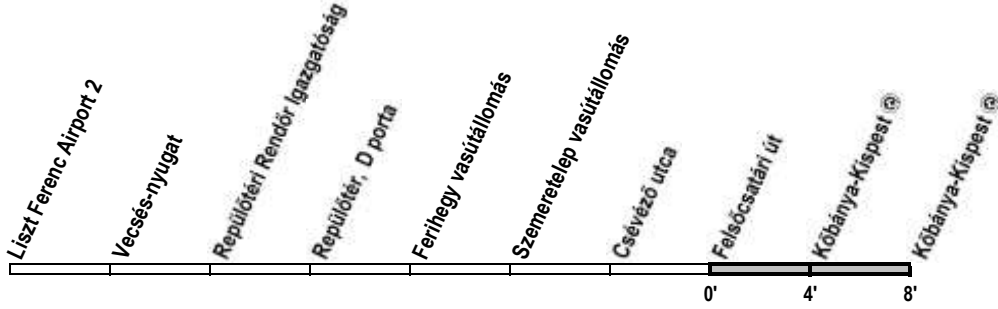 Liszt Ferenc Airport 2
Vecsés-nyugat
Repülőtéri Rendőr Igazgatóság
Repülőtér, D porta
Ferihegy vasútállomás
Szemeretelep vasútállomás
Csévéző utca
Felsőcsatári út
Kőbánya-Kispest
Kőbánya-Kispest
0' 4' 8'